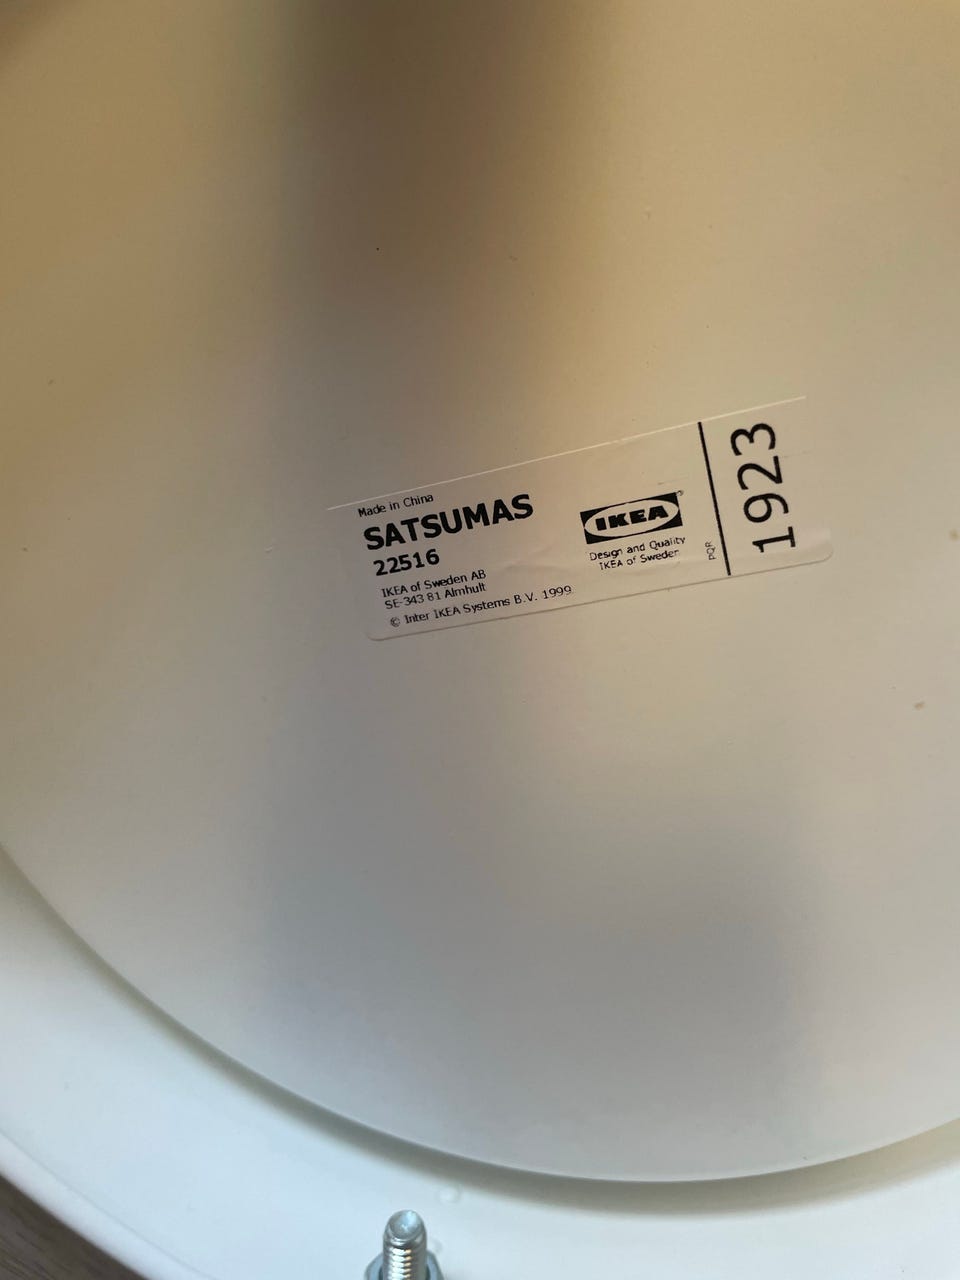 Made in China
SATSUMAS
22516
IKEA of Sweden AB
SE-343 81 Älmhult
© Inter IKEA Systems B.V. 1999
IKEA®
Design and Quality
IKEA of Sweden
PQR
1923